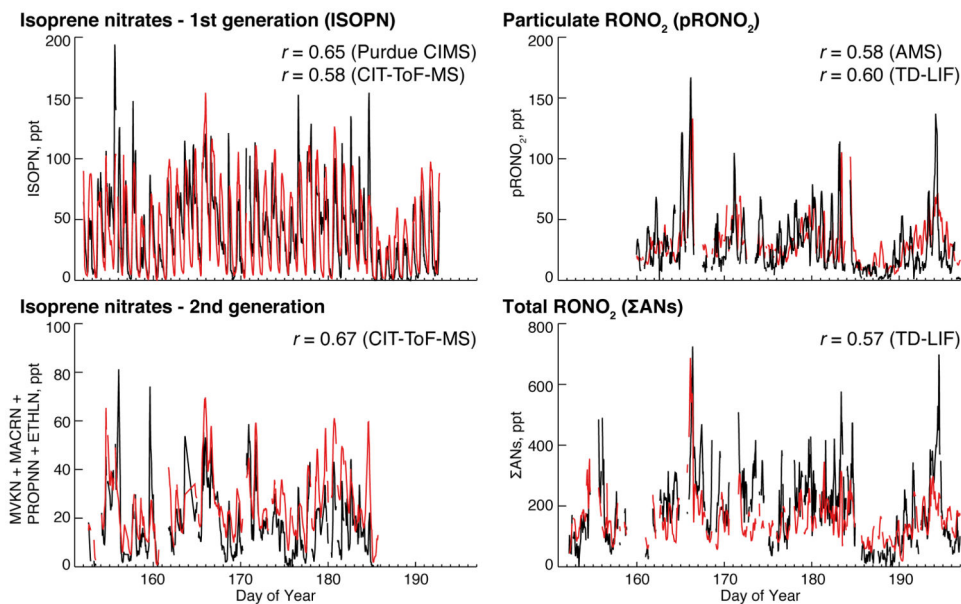 Isoprene nitrates - 1st generation (ISOPN)
r = 0.65 (Purdue CIMS)
r = 0.58 (CIT-ToF-MS)
200
150
100
50
0
ISOPN, ppt
Particulate RONO₂ (pRONO₂)
r = 0.58 (AMS)
r = 0.60 (TD-LIF)
200
150
100
50
0
pRONO₂, ppt
Isoprene nitrates - 2nd generation
r = 0.67 (CIT-ToF-MS)
100
80
60
40
20
0
MVKN + MACRN +
PROPNN + ETHLN, ppt
160 170 180 190
Day of Year
Total RONO₂ (ΣANs)
r = 0.57 (TD-LIF)
800
600
400
200
0
ΣANs, ppt
160 170 180 190
Day of Year